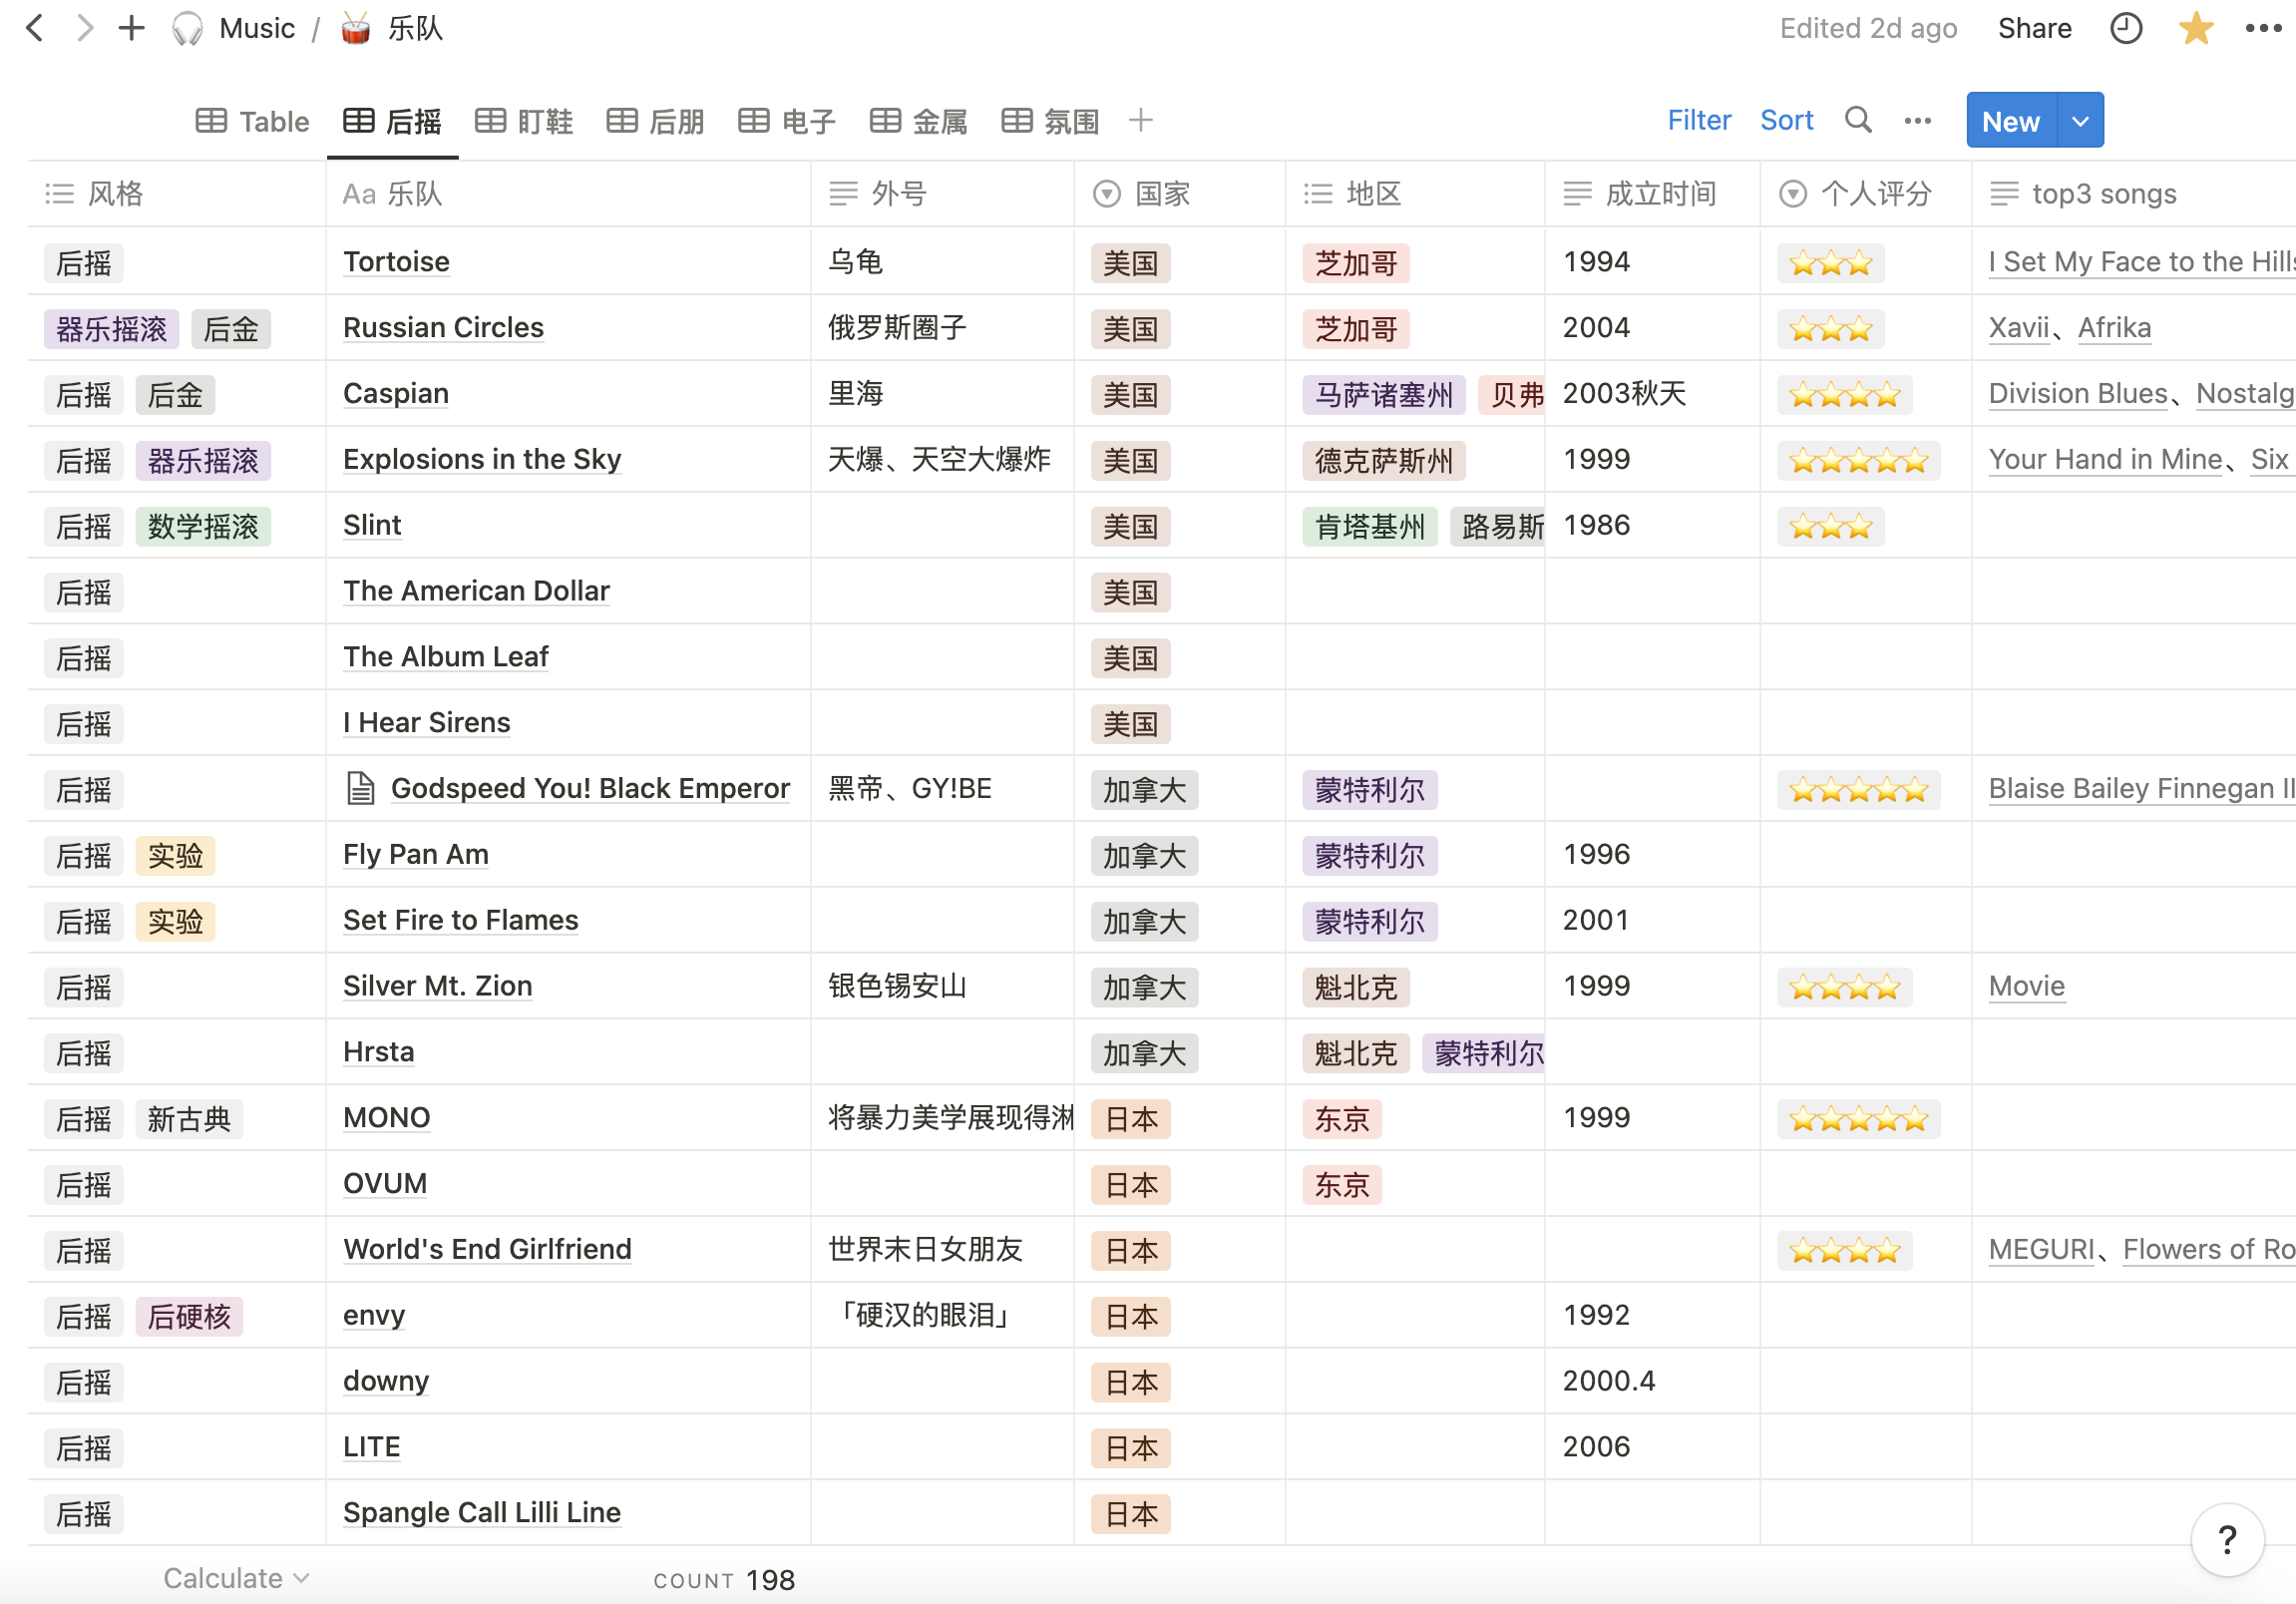 Music / 乐队 Edited 2d ago Share
Table 后摇 盯鞋 后朋 电子 金属 氛围 Filter Sort New
风格 Aa 乐队 外号 国家 地区 成立时间 个人评分 top3 songs
后摇 Tortoise 乌龟 美国 芝加哥 1994 I Set My Face to the Hills
器乐摇滚 后金 Russian Circles 俄罗斯圈子 美国 芝加哥 2004 Xavii、Afrika
后摇 后金 Caspian 里海 美国 马萨诸塞州 贝弗 2003秋天 Division Blues、Nostalg
后摇 器乐摇滚 Explosions in the Sky 天爆、天空大爆炸 美国 德克萨斯州 1999 Your Hand in Mine、Six
后摇 数学摇滚 Slint 美国 肯塔基州 路易斯 1986
后摇 The American Dollar 美国
后摇 The Album Leaf 美国
后摇 I Hear Sirens 美国
后摇 Godspeed You! Black Emperor 黑帝、GY!BE 加拿大 蒙特利尔 Blaise Bailey Finnegan II
后摇 实验 Fly Pan Am 加拿大 蒙特利尔 1996
后摇 实验 Set Fire to Flames 加拿大 蒙特利尔 2001
后摇 Silver Mt. Zion 银色锡安山 加拿大 魁北克 1999 Movie
后摇 Hrsta 加拿大 魁北克 蒙特利尔
后摇 新古典 MONO 将暴力美学展现得淋 日本 东京 1999
后摇 OVUM 日本 东京
后摇 World's End Girlfriend 世界末日女朋友 日本 MEGURI、Flowers of Ro
后摇 后硬核 envy 「硬汉的眼泪」 日本 1992
后摇 downy 日本 2000.4
后摇 LITE 日本 2006
后摇 Spangle Call Lilli Line 日本
Calculate COUNT 198 ?